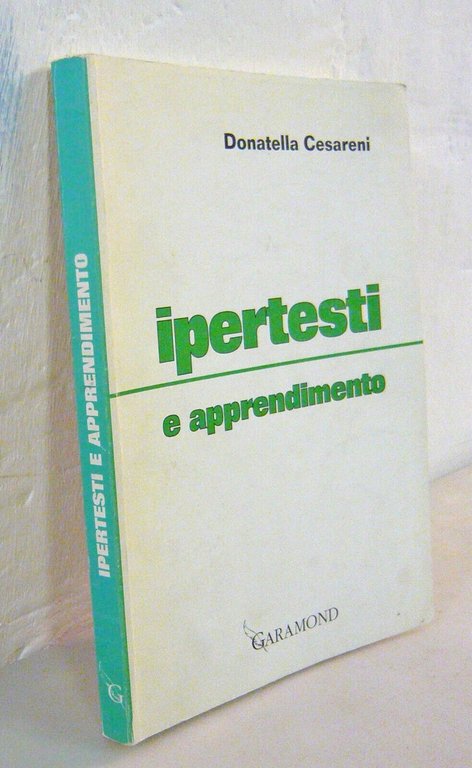 Donatella Cesareni
ipertesti
e apprendimento
GARAMOND
IPERTESTI E APPRENDIMENTO
G